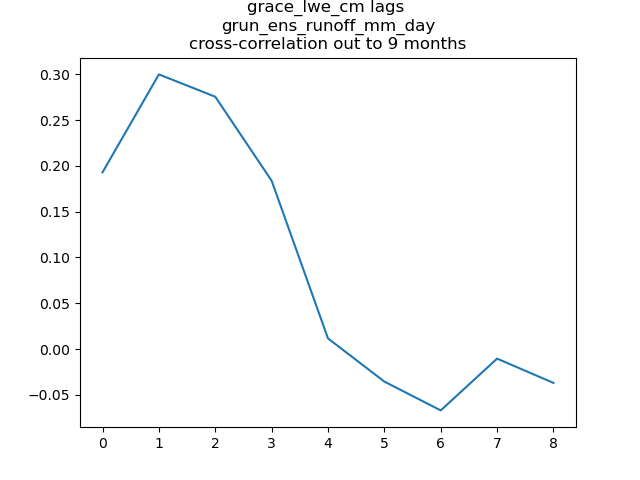 grace_lwe_cm lags
grun_ens_runoff_mm_day
cross-correlation out to 9 months
0.30
0.25
0.20
0.15
0.10
0.05
0.00
−0.05
0 1 2 3 4 5 6 7 8